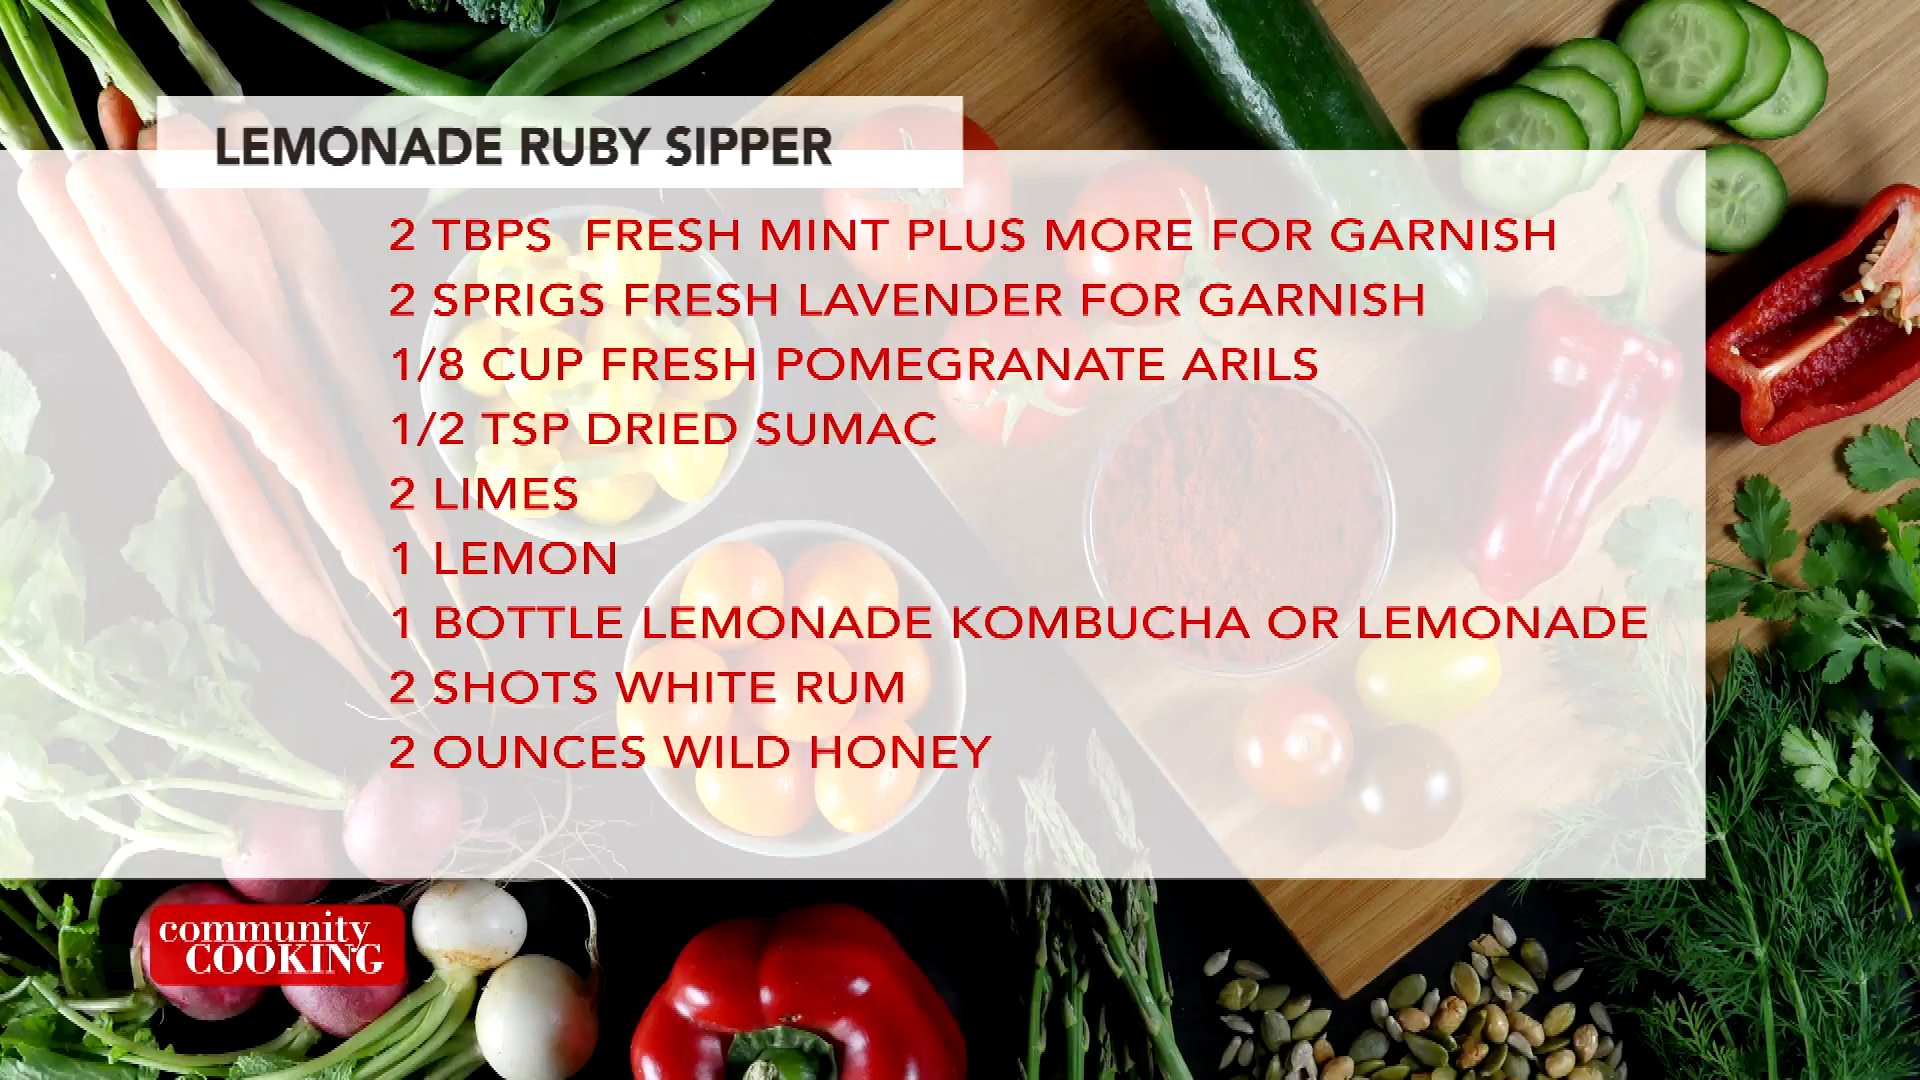 LEMONADE RUBY SIPPER
2 TBPS  FRESH MINT PLUS MORE FOR GARNISH
2 SPRIGS FRESH LAVENDER FOR GARNISH
1/8 CUP FRESH POMEGRANATE ARILS
1/2 TSP DRIED SUMAC
2 LIMES
1 LEMON
1 BOTTLE LEMONADE KOMBUCHA OR LEMONADE
2 SHOTS WHITE RUM
2 OUNCES WILD HONEY
community
COOKING